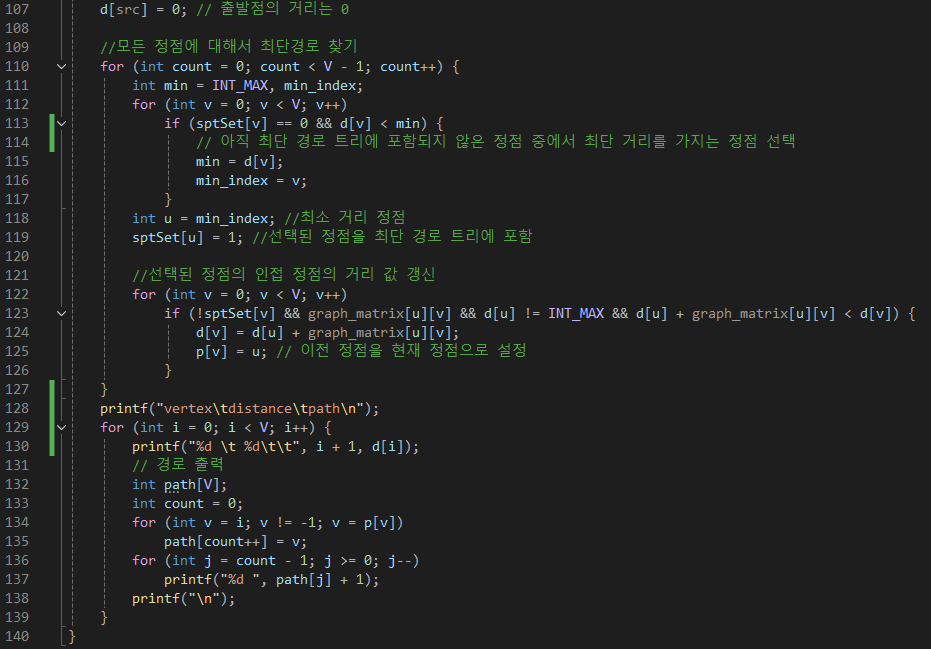 107 d[src] = 0; // 출발점의 거리는 0
108
109 //모든 정점에 대해서 최단경로 찾기
110 for (int count = 0; count < V - 1; count++) {
111 int min = INT_MAX, min_index;
112 for (int v = 0; v < V; v++)
113 if (sptSet[v] == 0 && d[v] < min) {
114 // 아직 최단 경로 트리에 포함되지 않은 정점 중에서 최단 거리를 가지는 정점 선택
115 min = d[v];
116 min_index = v;
117 }
118 int u = min_index; //최소 거리 정점
119 sptSet[u] = 1; //선택된 정점을 최단 경로 트리에 포함
120
121 //선택된 정점의 인접 정점의 거리 값 갱신
122 for (int v = 0; v < V; v++)
123 if (!sptSet[v] && graph_matrix[u][v] && d[u] != INT_MAX && d[u] + graph_matrix[u][v] < d[v]) {
124 d[v] = d[u] + graph_matrix[u][v];
125 p[v] = u; // 이전 정점을 현재 정점으로 설정
126 }
127 }
128 printf("vertex\tdistance\tpath\n");
129 for (int i = 0; i < V; i++) {
130 printf("%d \t %d\t\t", i + 1, d[i]);
131 // 경로 출력
132 int path[V];
133 int count = 0;
134 for (int v = i; v != -1; v = p[v])
135 path[count++] = v;
136 for (int j = count - 1; j >= 0; j--)
137 printf("%d ", path[j] + 1);
138 printf("\n");
139 }
140 }